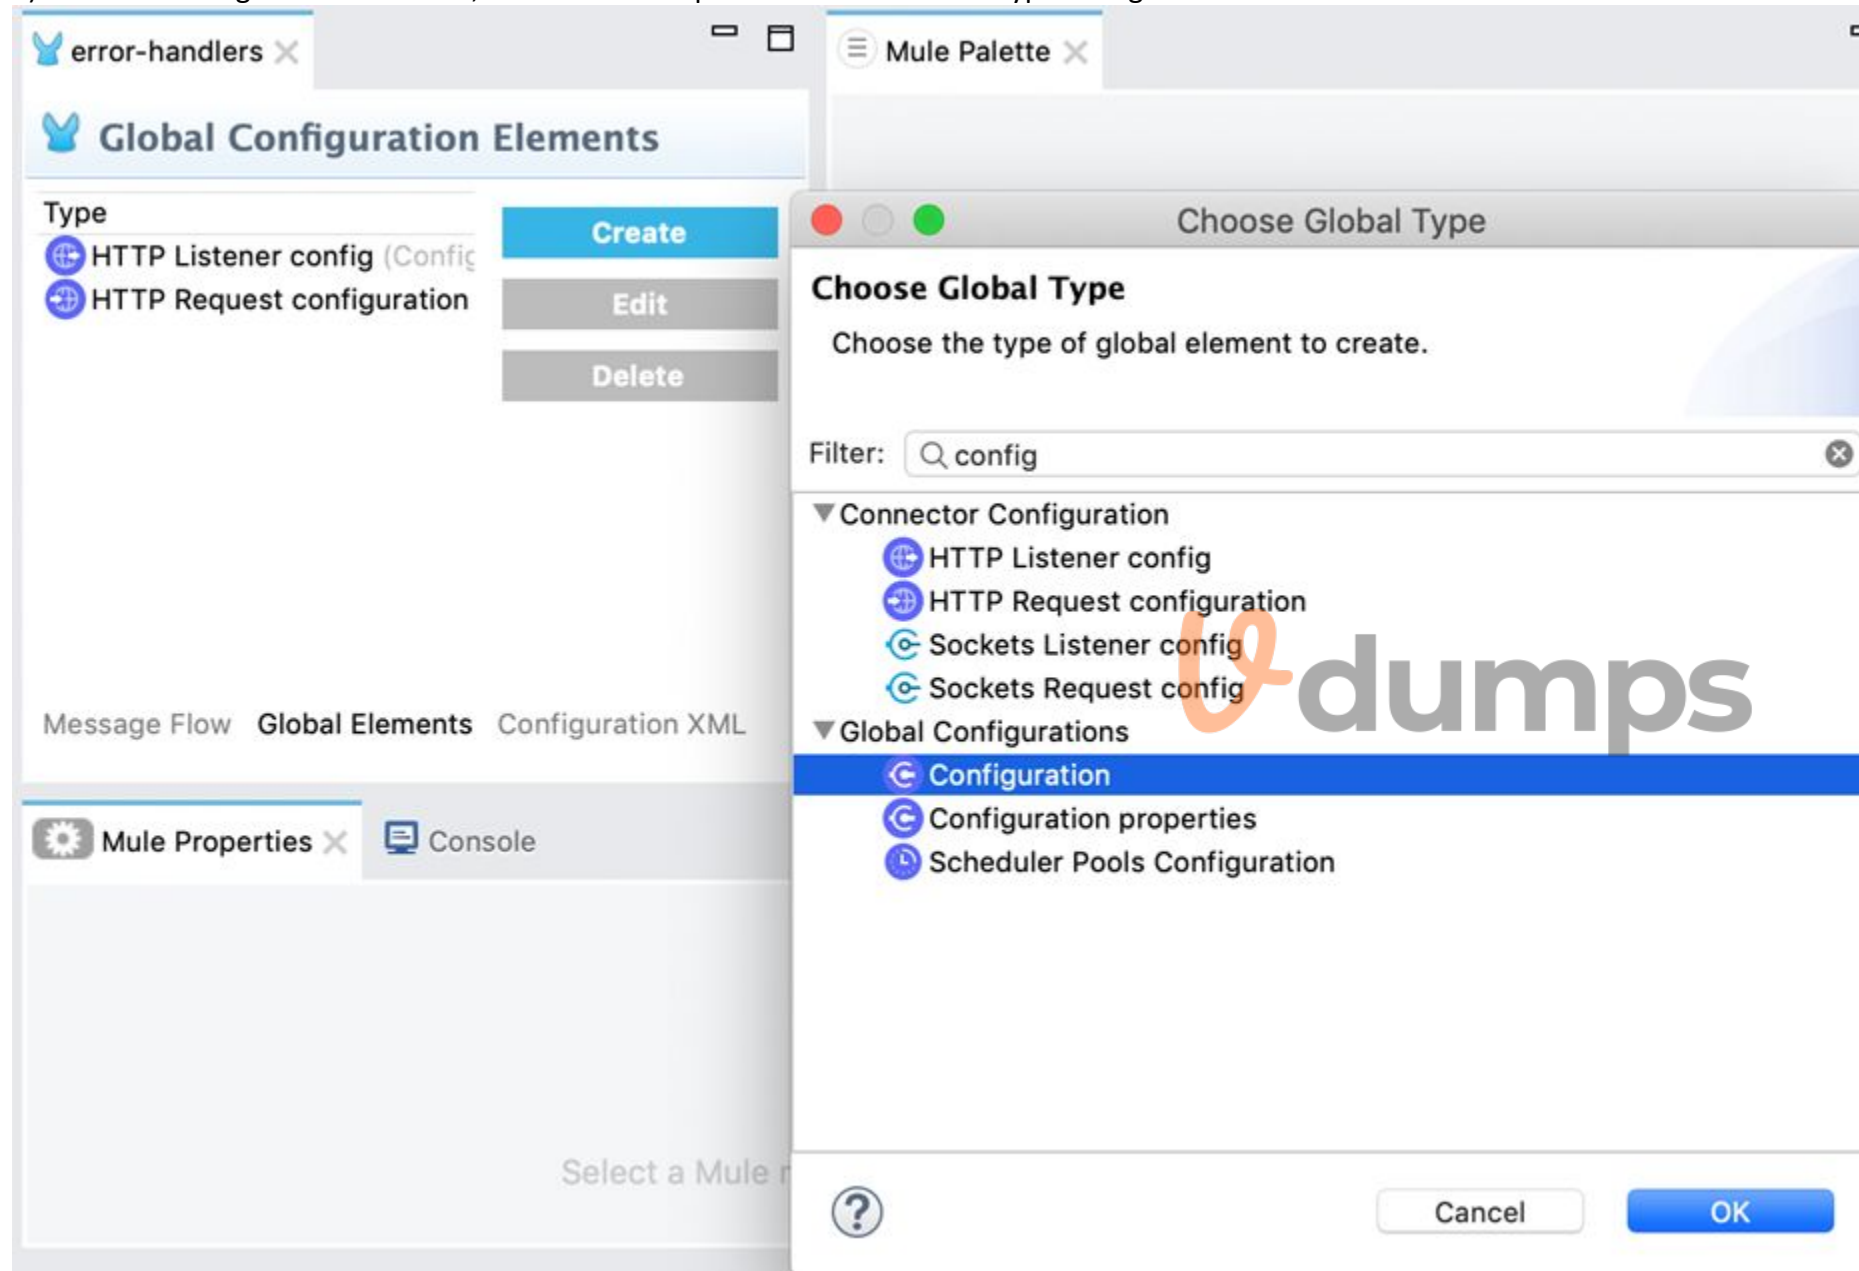 error-handlers
Mule Palette
Global Configuration Elements
Type
HTTP Listener config (Config
HTTP Request configuration
Create
Edit
Delete
Message Flow Global Elements Configuration XML
Mule Properties
Console
Select a Mule
Choose Global Type
Choose Global Type
Choose the type of global element to create.
Filter: config
Connector Configuration
HTTP Listener config
HTTP Request configuration
Sockets Listener config
Sockets Request config
Global Configurations
Configuration
Configuration properties
Scheduler Pools Configuration
dumps
?
Cancel
OK